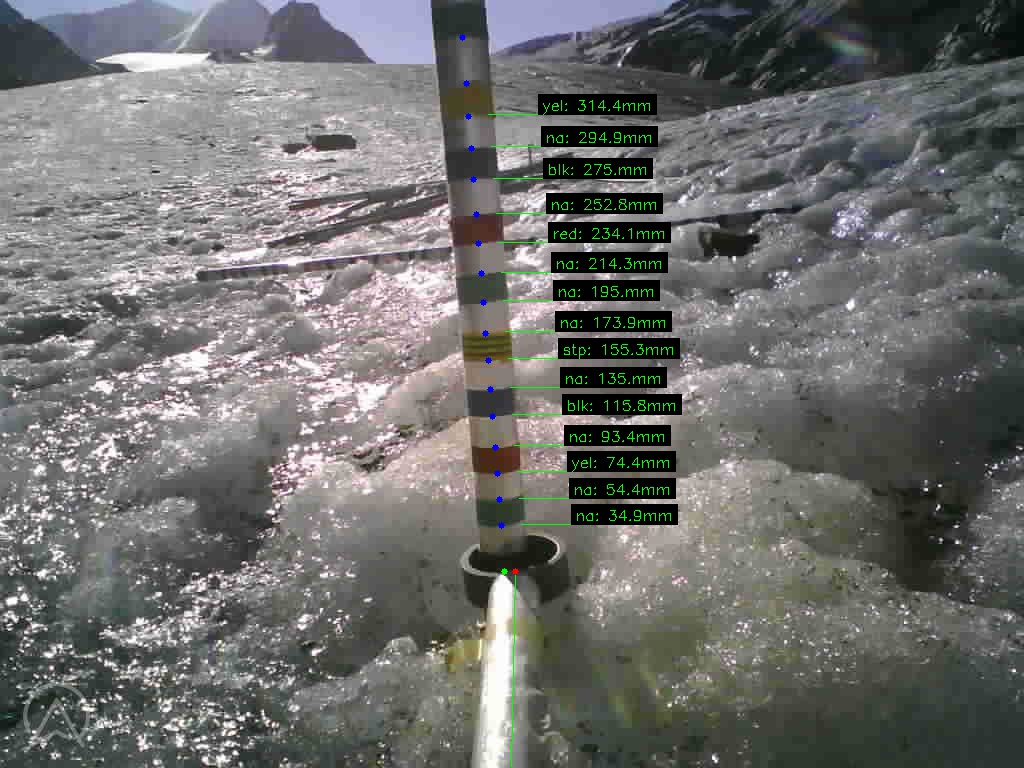 yel: 314.4mm
na: 294.9mm
blk: 275.mm
na: 252.8mm
red: 234.1mm
na: 214.3mm
na: 195.mm
na: 173.9mm
stp: 155.3mm
na: 135.mm
blk: 115.8mm
na: 93.4mm
yel: 74.4mm
na: 54.4mm
na: 34.9mm